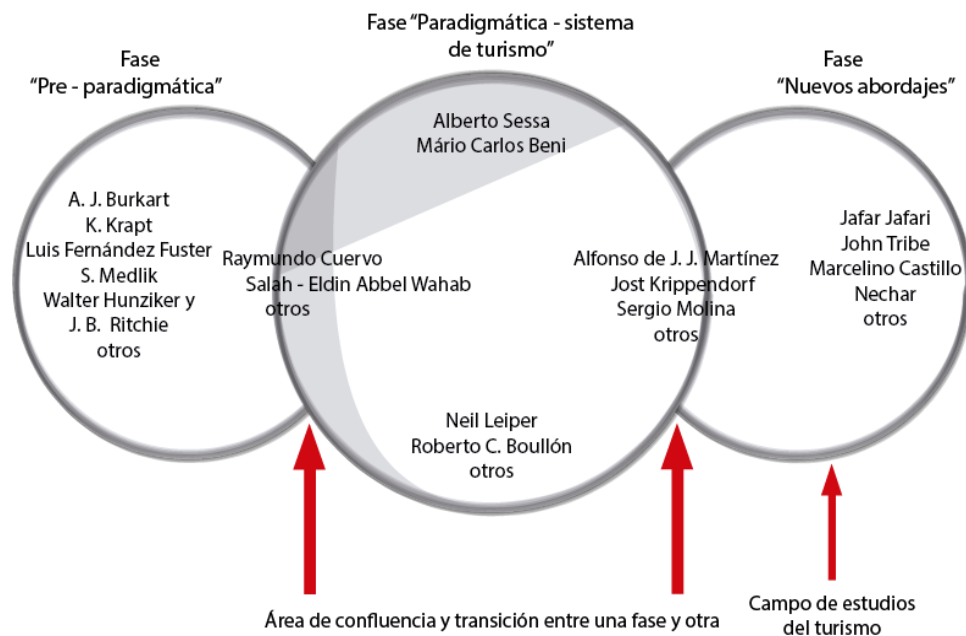 Fase
“Pre - paradigmática”
Fase “Paradigmática - sistema
de turismo”
Fase
“Nuevos abordajes”
A. J. Burkart
K. Krapt
Luis Fernández Fuster
S. Medlik
Walter Hunziker y
J. B.  Ritchie
otros
Raymundo Cuervo
Salah - Eldin Abbel Wahab
otros
Alberto Sessa
Mário Carlos Beni
Neil Leiper
Roberto C. Boullón
otros
Alfonso de J. J. Martínez
Jost Krippendorf
Sergio Molina
otros
Jafar Jafari
John Tribe
Marcelino Castillo
Nechar
otros
Área de confluencia y transición entre una fase y otra
Campo de estudios
del turismo